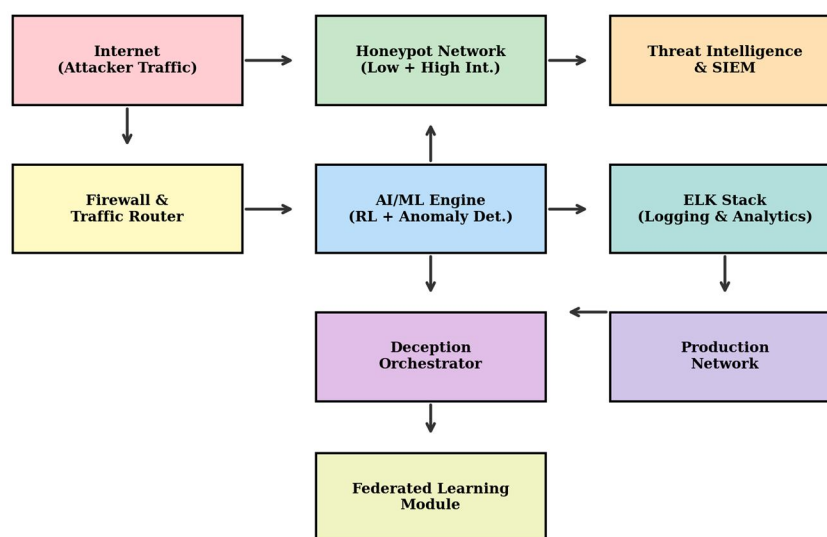 Internet
(Attacker Traffic)
Honeypot Network
(Low + High Int.)
Threat Intelligence
& SIEM
Firewall &
Traffic Router
AI/ML Engine
(RL + Anomaly Det.)
ELK Stack
(Logging & Analytics)
Deception
Orchestrator
Production
Network
Federated Learning
Module